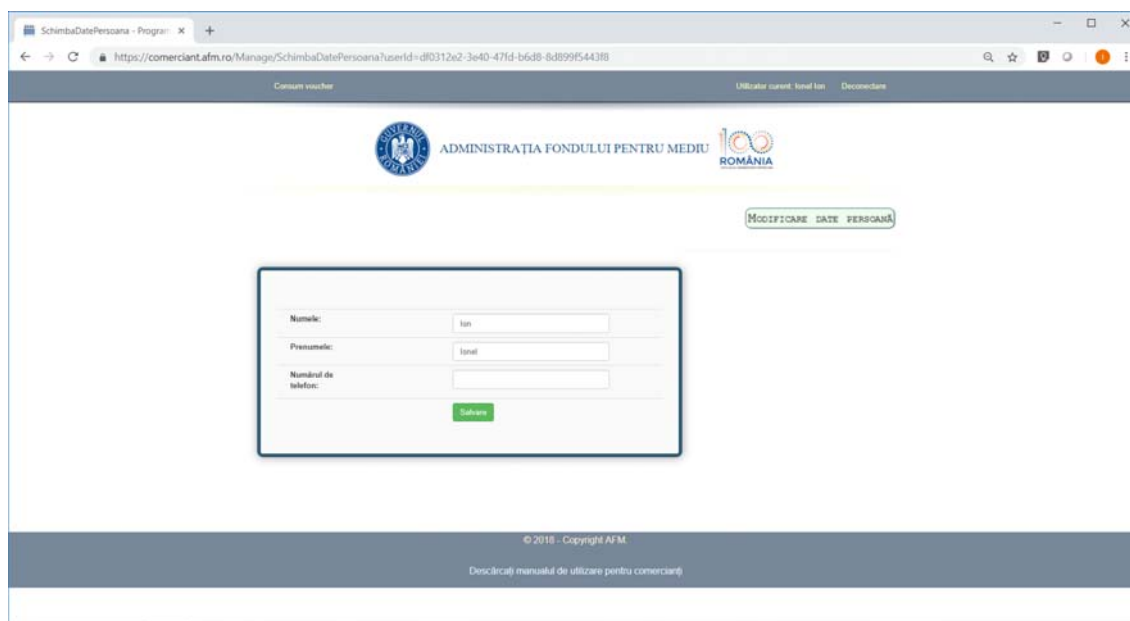 SchimbaDatePersoana - Program
https://comerciant.afm.ro/Manage/SchimbaDatePersoana?userId=df0312e2-3e40-47fd-b6d8-8d899f5443f8
Consum voucher
Utilizator curent: Ionel Ion
Deconectare
GUVERNUL ROMÂNIEI
ADMINISTRAȚIA FONDULUI PENTRU MEDIU
ROMÂNIA
Modificare date persoană
Numele:
Ion
Prenumele:
Ionel
Numărul de
telefon:
Salvare
© 2018 - Copyright AFM.
Descărcați manualul de utilizare pentru comercianți